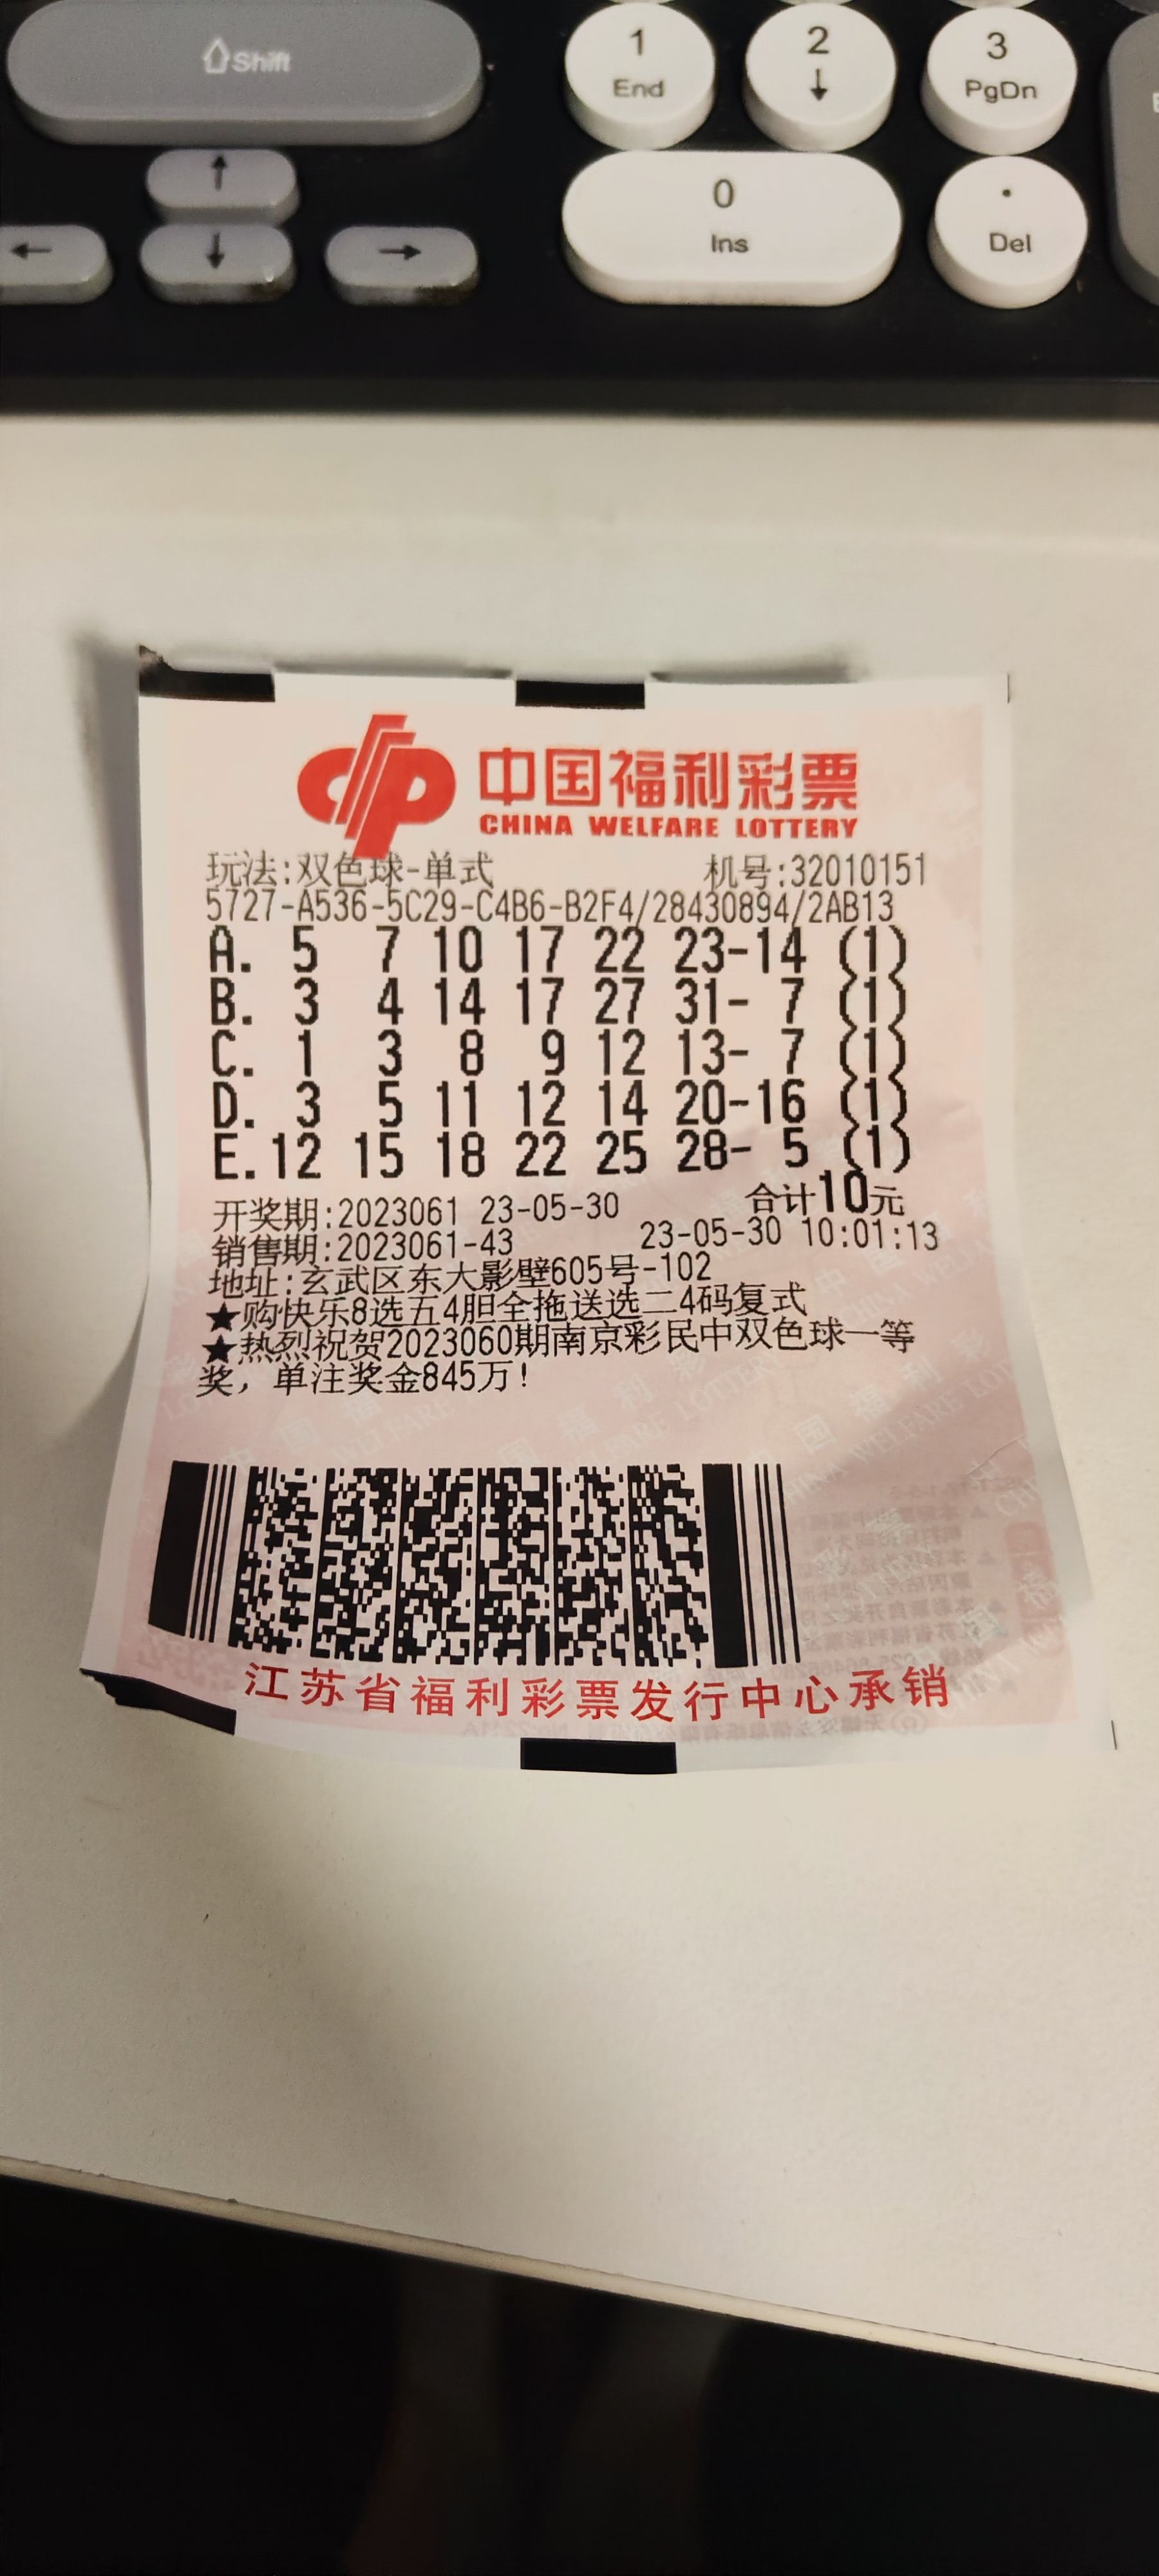 Shift
1
2
3
End
↓
PgDn
↑
0
.
←
↓
→
Ins
Del
中国福利彩票
CHINA WELFARE LOTTERY
玩法:双色球-单式 机号:32010151
5727-A536-5C29-C4B6-B2F4/28430894/2AB13
A. 5 7 10 17 22 23-14 (1)
B. 3 4 14 17 27 31- 7 (1)
C. 1 3 8 9 12 13- 7 (1)
D. 3 5 11 12 14 20-16 (1)
E.12 15 18 22 25 28- 5 (1)
开奖期:2023061 23-05-30 合计10元
销售期:2023061-43 23-05-30 10:01:13
地址:玄武区东大影壁605号-102
★购快乐8选五4胆全拖送选二4码复式
★热烈祝贺2023060期南京彩民中双色球一等
奖，单注奖金845万!
江苏省福利彩票发行中心承销